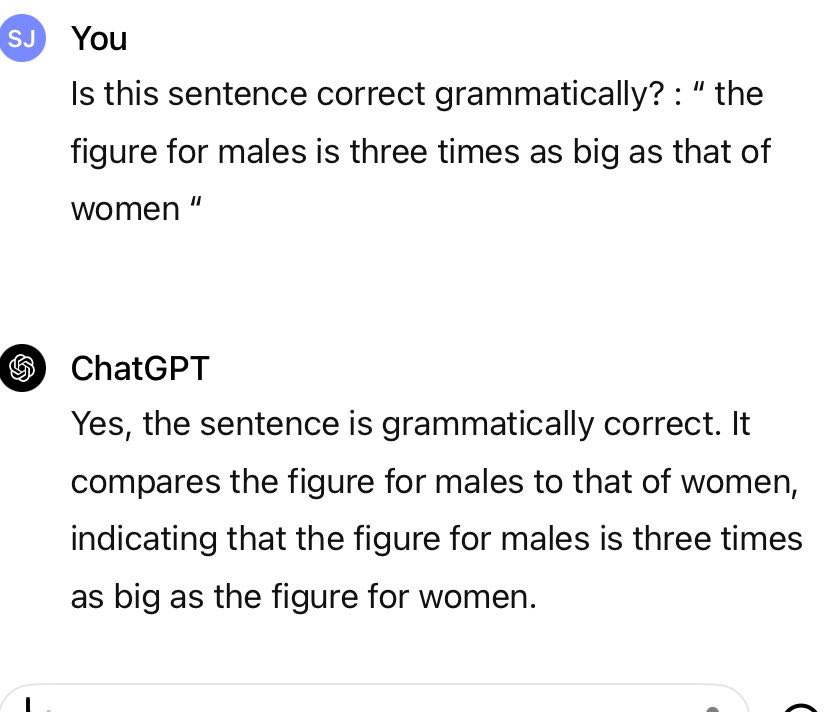 SJ You
Is this sentence correct grammatically? : “ the
figure for males is three times as big as that of
women “
ChatGPT
Yes, the sentence is grammatically correct. It
compares the figure for males to that of women,
indicating that the figure for males is three times
as big as the figure for women.